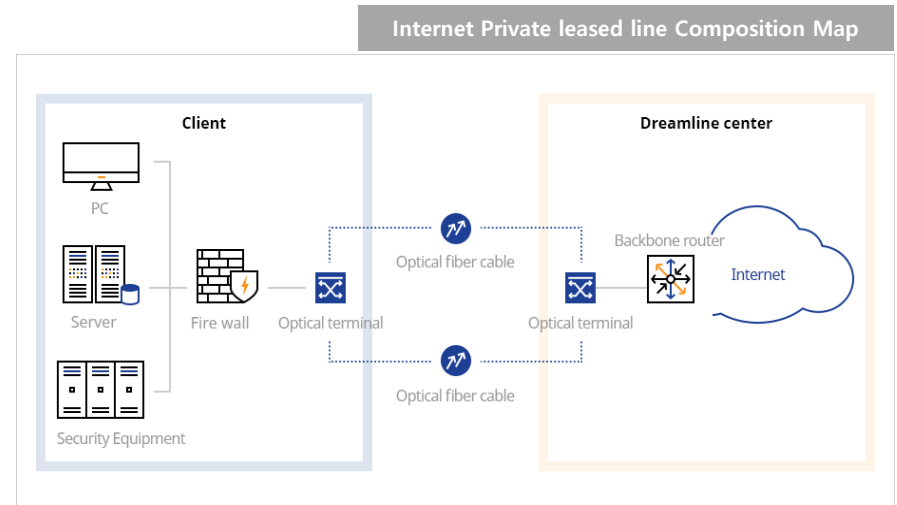 Internet Private leased line Composition Map
Client
Dreamline center
PC
Server
Fire wall
Optical terminal
Security Equipment
Optical fiber cable
Optical fiber cable
Optical terminal
Backbone router
Internet